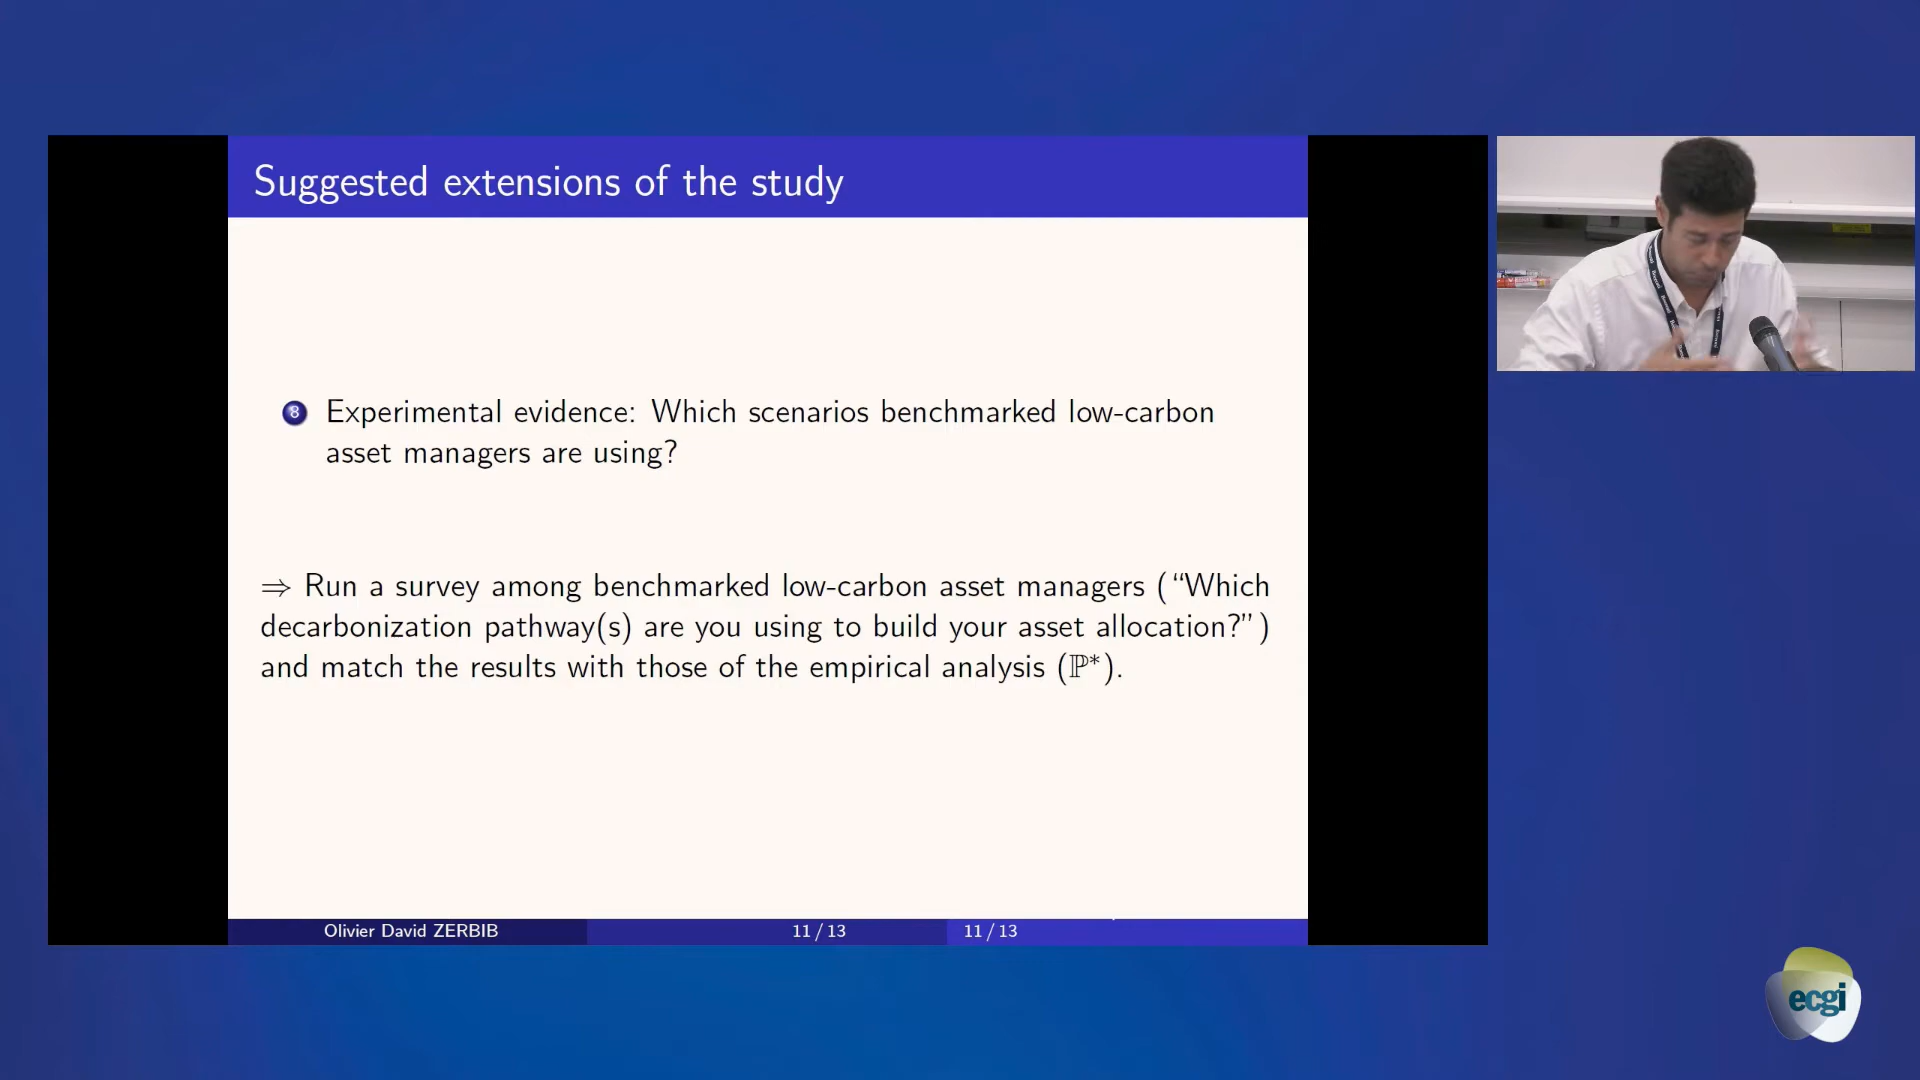 Suggested extensions of the study
8 Experimental evidence: Which scenarios benchmarked low-carbon
asset managers are using?
⇒ Run a survey among benchmarked low-carbon asset managers (“Which
decarbonization pathway(s) are you using to build your asset allocation?”)
and match the results with those of the empirical analysis (ℙ*).
Olivier David ZERBIB 11 / 13 11 / 13
ecgi